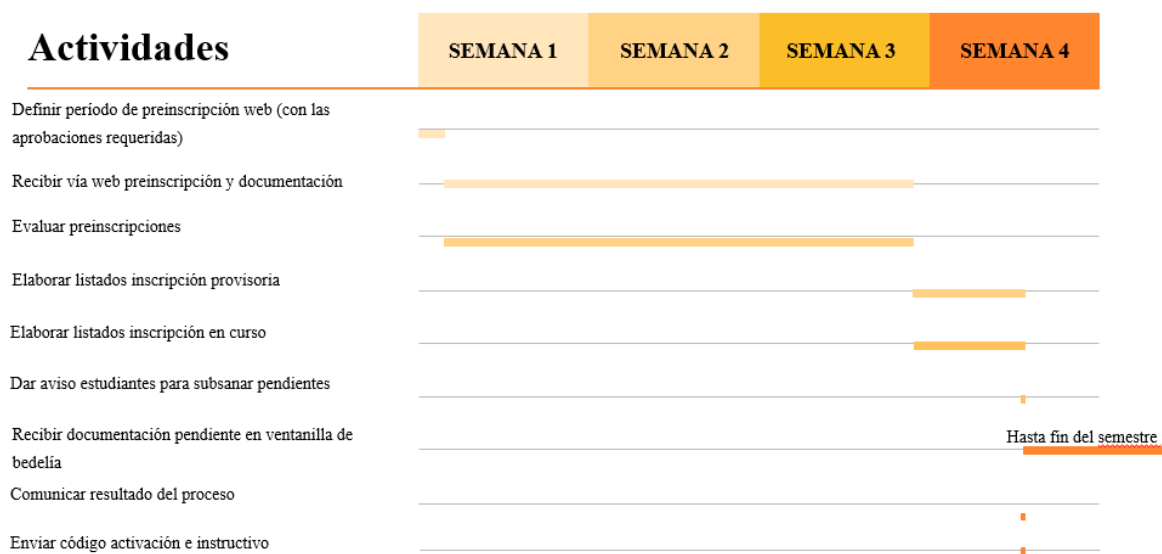 Actividades
SEMANA 1
SEMANA 2
SEMANA 3
SEMANA 4
Definir período de preinscripción web (con las
aprobaciones requeridas)
Recibir vía web preinscripción y documentación
Evaluar preinscripciones
Elaborar listados inscripción provisoria
Elaborar listados inscripción en curso
Dar aviso estudiantes para subsanar pendientes
Recibir documentación pendiente en ventanilla de
bedelía
Hasta fín del semestre
Comunicar resultado del proceso
Enviar código activación e instructivo